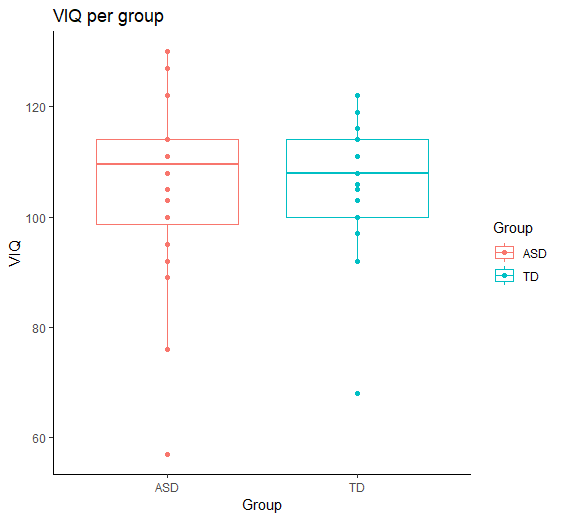 VIQ per group
VIQ
120
100
80
60
ASD
TD
Group
Group
ASD
TD